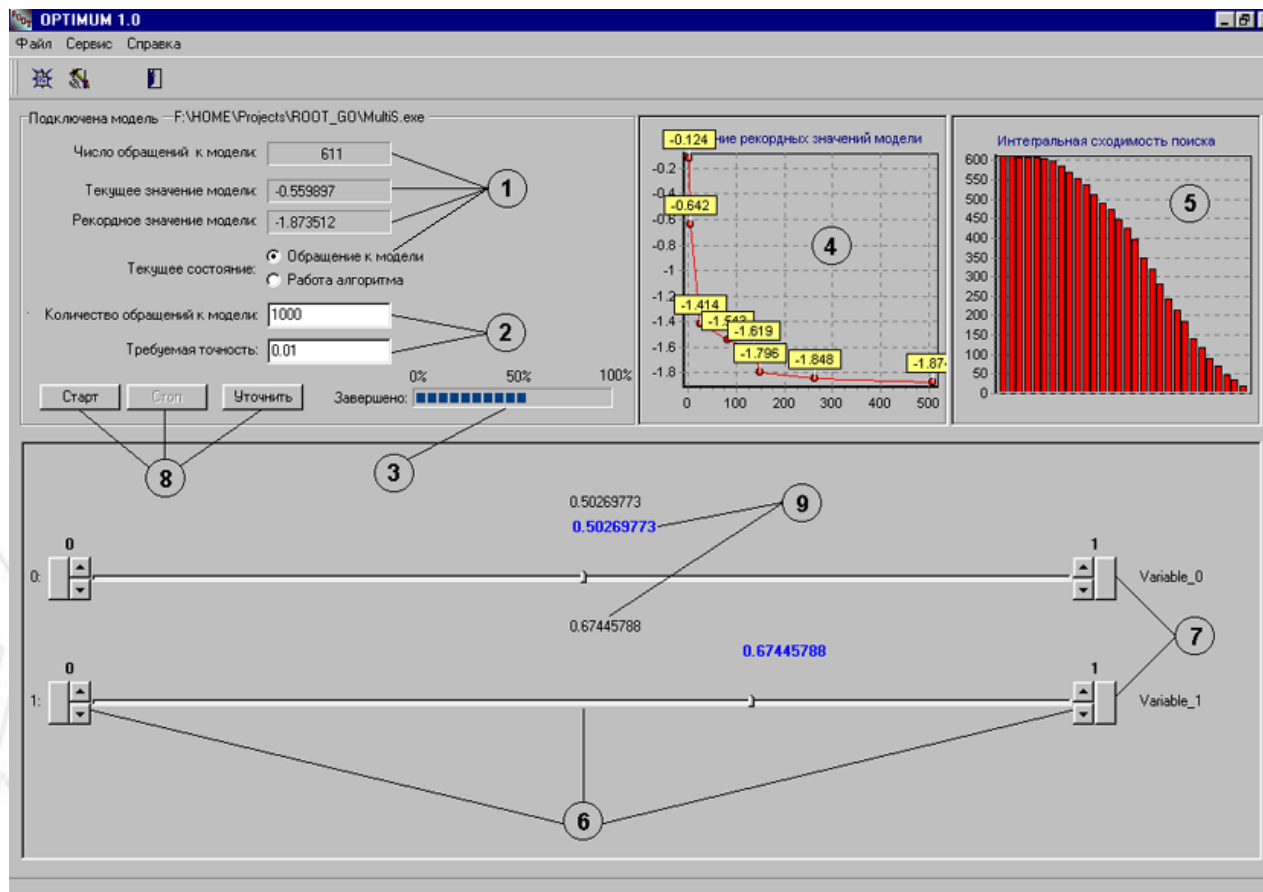 OPTIMUM 1.0
Файл Сервис Справка
Подключена модель F:\HOME\Projects\ROOT_GO\MultiS.exe
Число обращений к модели: 611
Текущее значение модели: -0.559897
Рекордное значение модели: -1.873512
Текущее состояние:
Обращение к модели
Работа алгоритма
Количество обращений к модели: 1000
Требуемая точность: 0.01
0% 50% 100%
Старт Стоп Уточнить Завершено:
1
2
3
8
ние рекордных значений модели
-0.124
-0.642
-1.414
-1.619
-1.796
-1.848
-1.87
-0.2
-0.4
-0.6
-0.8
-1
-1.2
-1.4
-1.6
-1.8
0 100 200 300 400 500
4
Интегральная сходимость поиска
600
550
500
450
400
350
300
250
200
150
100
50
0
5
0.50269773
0.50269773
9
0 1
0: Variable_0
0.67445788
0.67445788
7
0 1
1: Variable_1
6